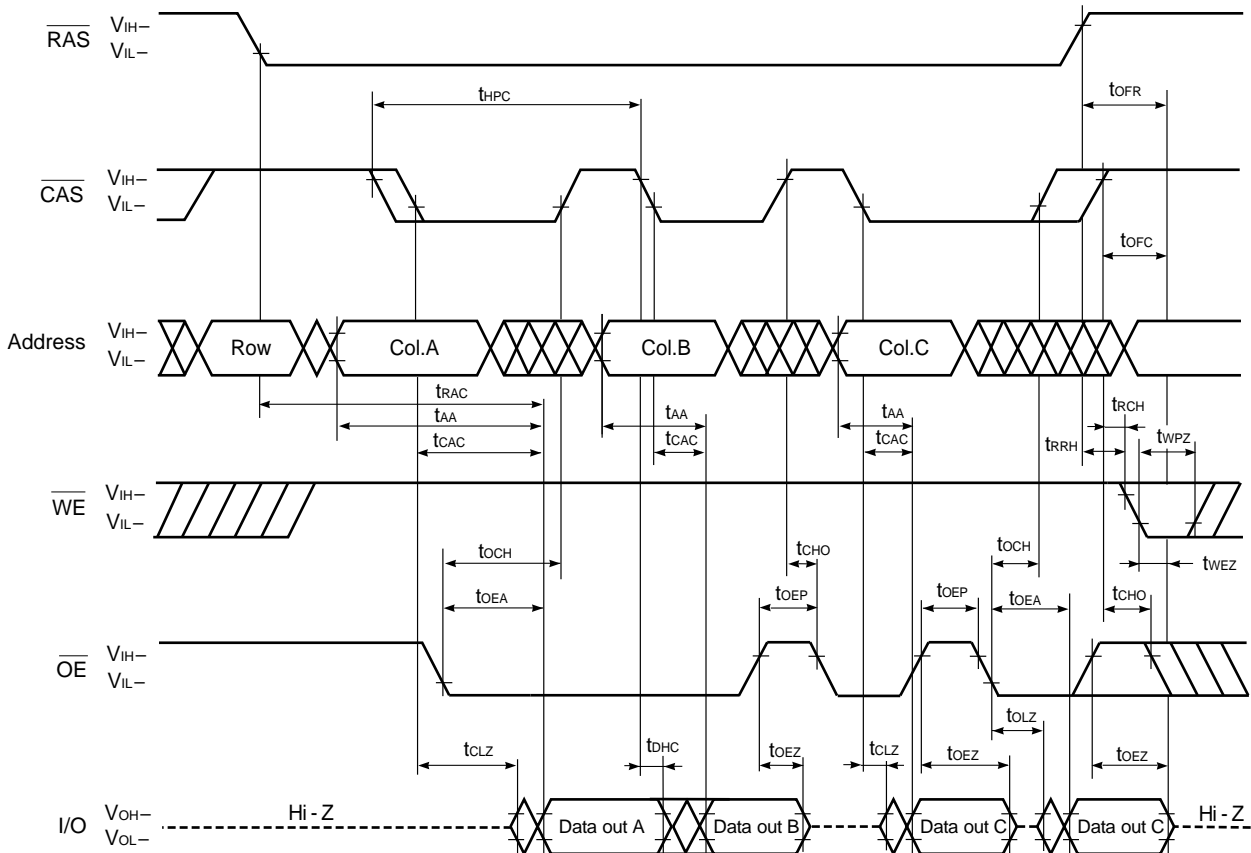 RAS
VIH–
VIL–
tHPC
tOFR
CAS
VIH–
VIL–
tOFC
Address
VIH–
VIL–
Row
Col.A
Col.B
Col.C
tRAC
tAA
tAA
tAA
tRCH
tCAC
tCAC
tCAC
tRRH
tWPZ
WE
VIH–
VIL–
tOCH
tCHO
tOCH
tWEZ
tOEA
tOEP
tOEP
tOEA
tCHO
OE
VIH–
VIL–
tOLZ
tCLZ
tDHC
tOEZ
tCLZ
tOEZ
tOEZ
I/O
VOH–
VOL–
Hi - Z
Data out A
Data out B
Data out C
Data out C
Hi - Z